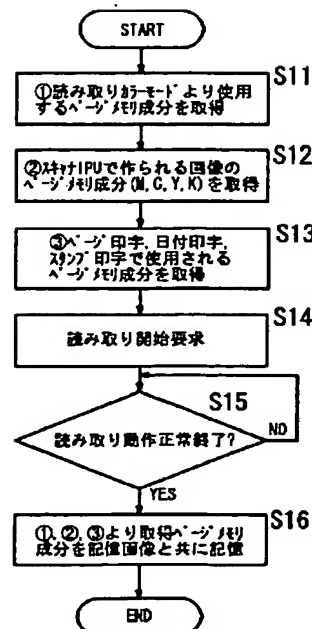 START
S11
①読み取りカラーモードより使用
するページメモリ成分を取得
S12
②スキャナIPUで作られる画像の
ページメモリ成分(M,C,Y,K)を取得
S13
③ページ印字,日付印字,
スタンプ印字で使用される
ページメモリ成分を取得
S14
読み取り開始要求
S15
読み取り動作正常終了?
NO
YES
S16
①,②,③より取得ページメモリ
成分を記憶画像と共に記憶
END